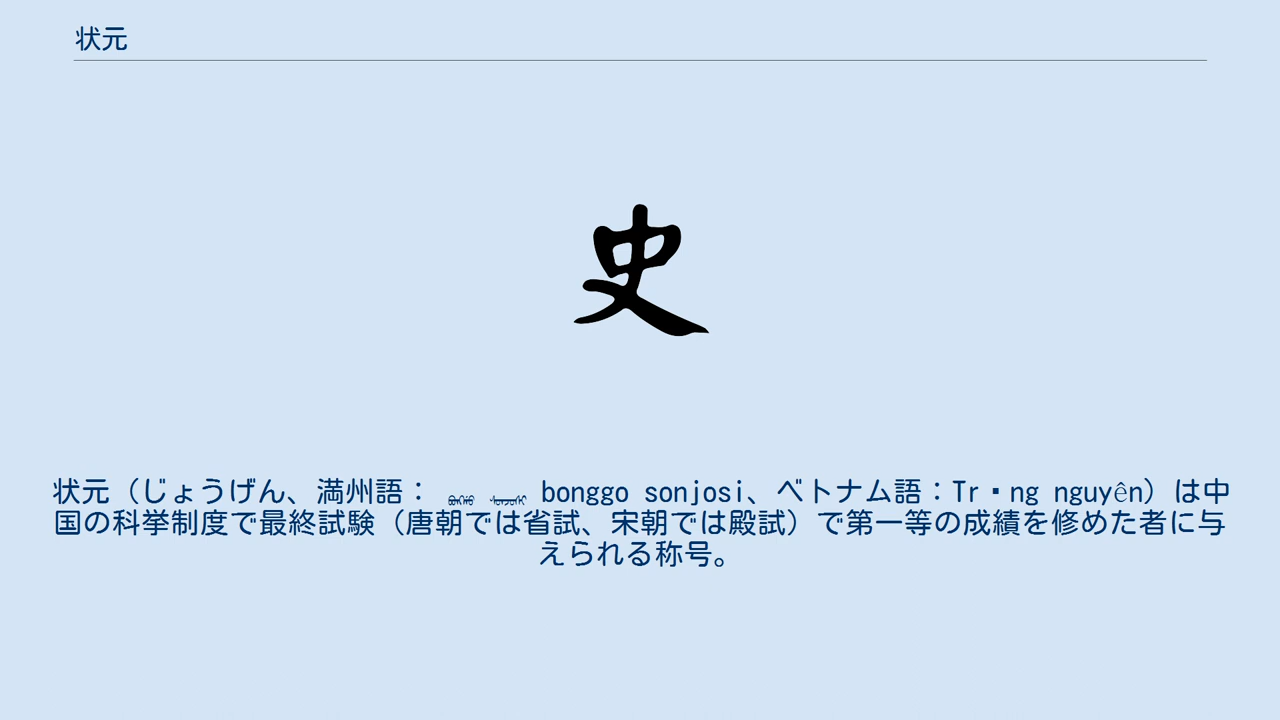 状元
史
状元（じょうげん、満州語： bonggo sonjosi、ベトナム語：Tr·ng nguyên）は中
国の科挙制度で最終試験（唐朝では省試、宋朝では殿試）で第一等の成績を修めた者に与
えられる称号。